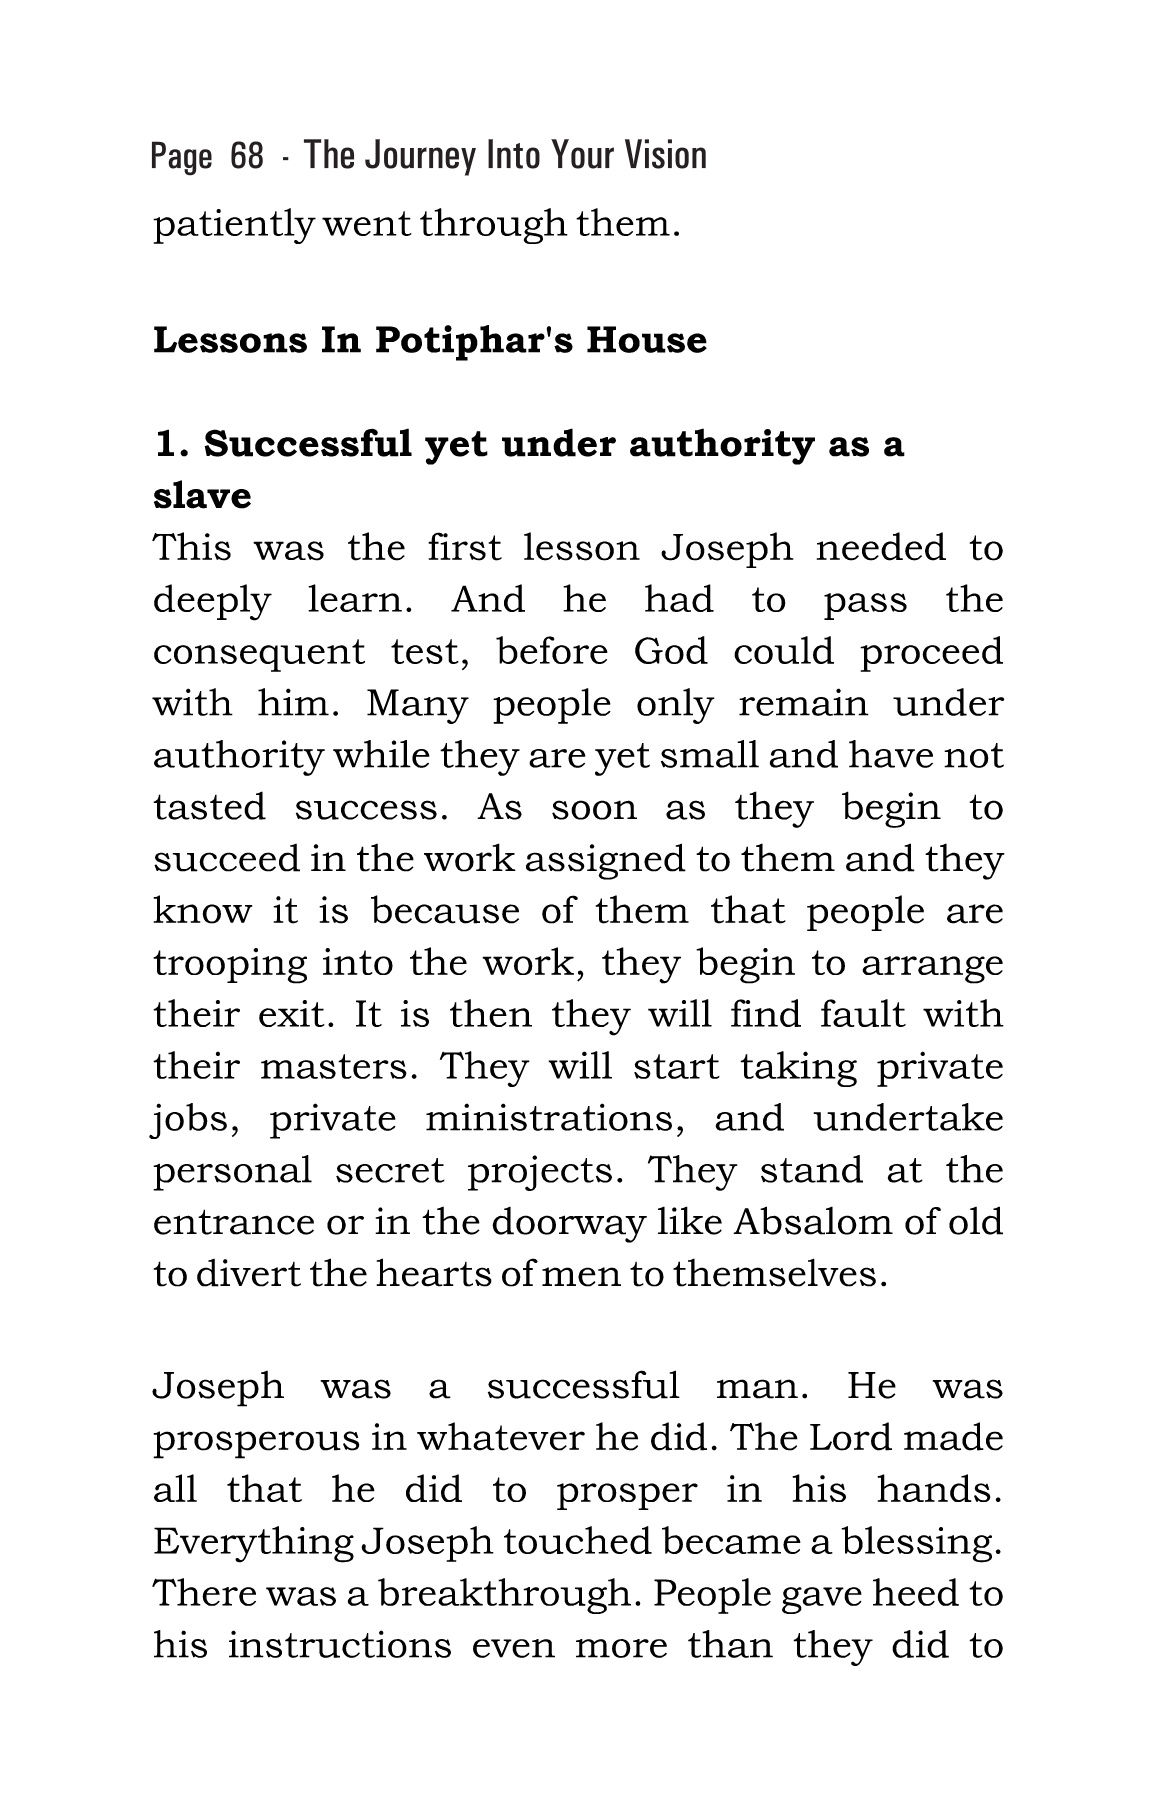 Page 68 - The Journey Into Your Vision
patiently went through them.
Lessons In Potiphar's House
1. Successful yet under authority as a
slave
This was the first lesson Joseph needed to
deeply learn. And he had to pass the
consequent test, before God could proceed
with him. Many people only remain under
authority while they are yet small and have not
tasted success. As soon as they begin to
succeed in the work assigned to them and they
know it is because of them that people are
trooping into the work, they begin to arrange
their exit. It is then they will find fault with
their masters. They will start taking private
jobs, private ministrations, and undertake
personal secret projects. They stand at the
entrance or in the doorway like Absalom of old
to divert the hearts of men to themselves.
Joseph was a successful man. He was
prosperous in whatever he did. The Lord made
all that he did to prosper in his hands.
Everything Joseph touched became a blessing.
There was a breakthrough. People gave heed to
his instructions even more than they did to